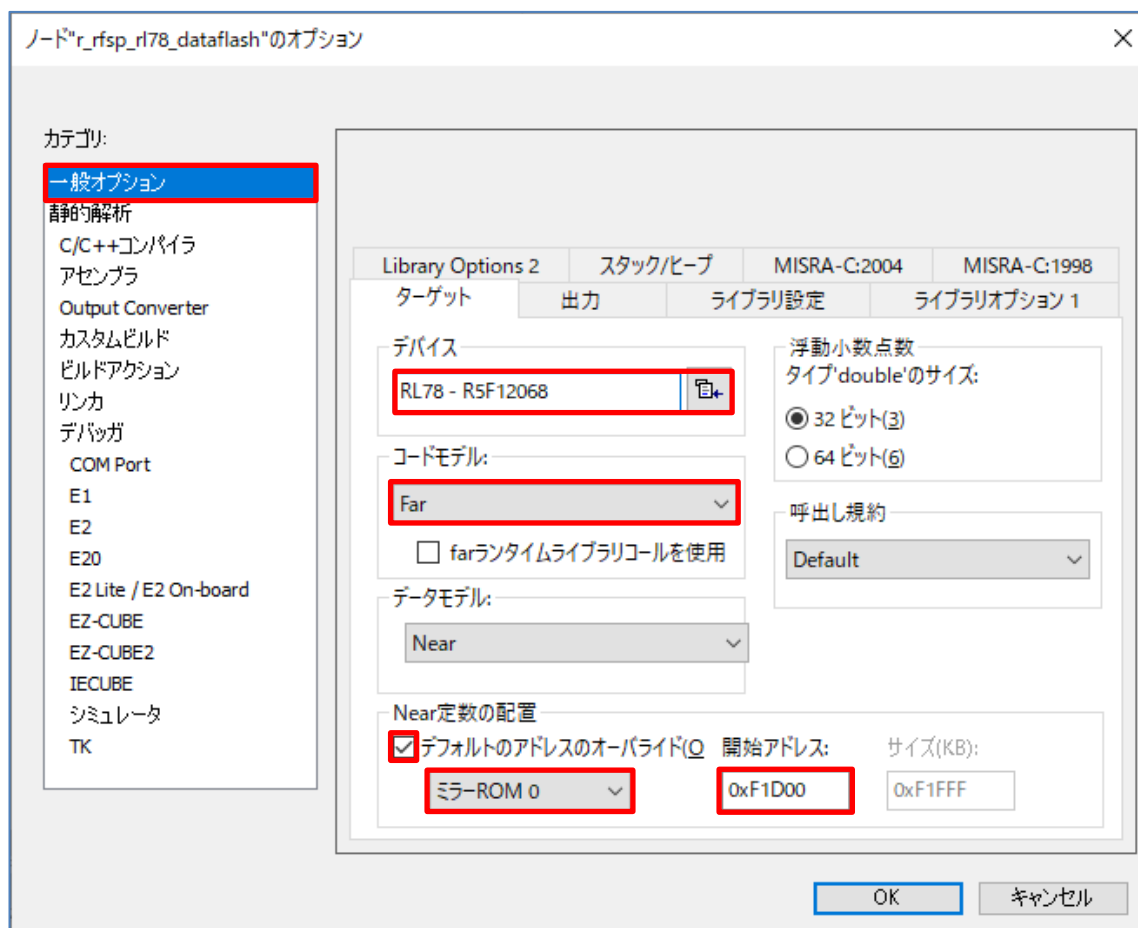 ノード"r_rfsp_rl78_dataflash"のオプション
カテゴリ:
一般オプション
静的解析
C/C++コンパイラ
アセンブラ
Output Converter
カスタムビルド
ビルドアクション
リンカ
デバッガ
COM Port
E1
E2
E20
E2 Lite / E2 On-board
EZ-CUBE
EZ-CUBE2
IECUBE
シミュレータ
TK
Library Options 2 スタック/ヒープ MISRA-C:2004 MISRA-C:1998
ターゲット 出力 ライブラリ設定 ライブラリオプション 1
デバイス
RL78 - R5F12068
コードモデル:
Far
farランタイムライブラリコールを使用
データモデル:
Near
浮動小数点数
タイプ'double'のサイズ:
32 ビット(3)
64 ビット(6)
呼出し規約
Default
Near定数の配置
デフォルトのアドレスのオーバライド(O 開始アドレス: サイズ(KB):
ミラーROM 0 0xF1D00 0xF1FFF
OK キャンセル